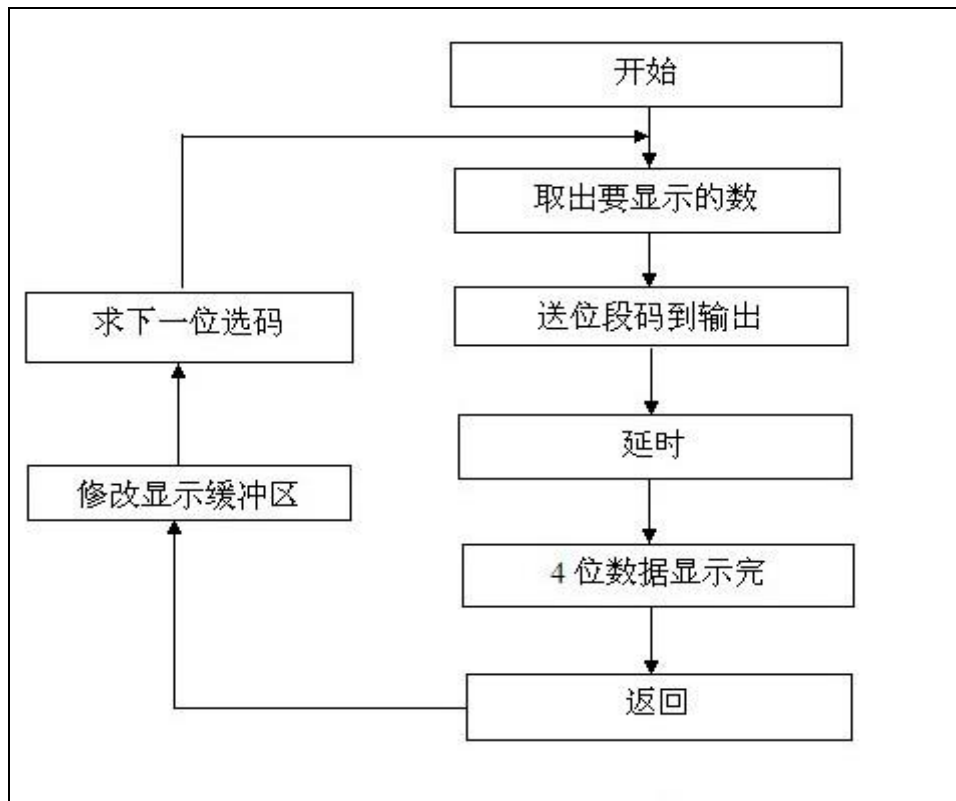 开始
取出要显示的数
送位段码到输出
求下一位选码
延时
修改显示缓冲区
4 位数据显示完
返回